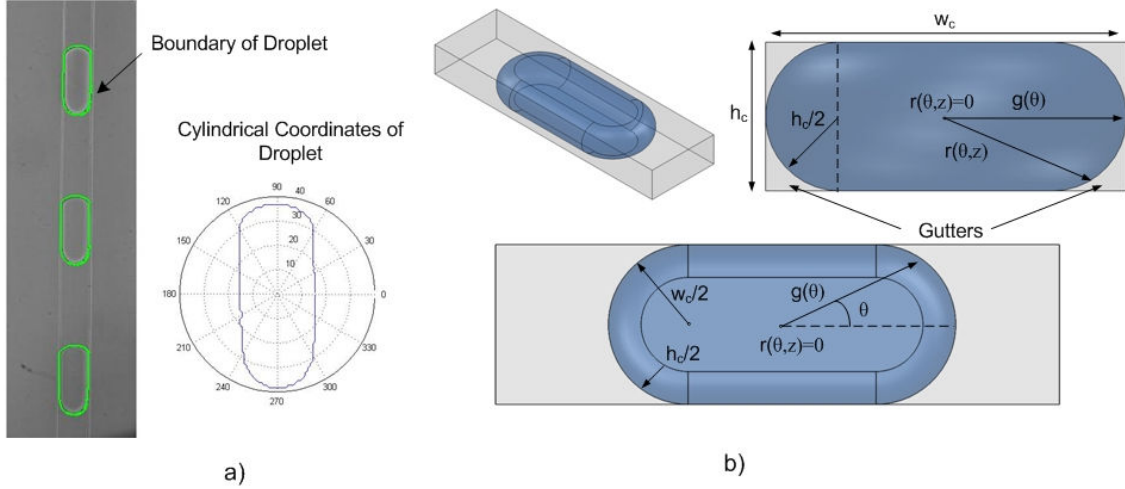 Boundary of Droplet
Cylindrical Coordinates of
Droplet
90
120
60
40
30
20
10
150
30
180
0
210
330
240
300
270
a)
w_c
h_c
h_c/2
r(θ,z)=0
g(θ)
r(θ,z)
Gutters
w_c/2
g(θ)
θ
h_c/2
r(θ,z)=0
b)